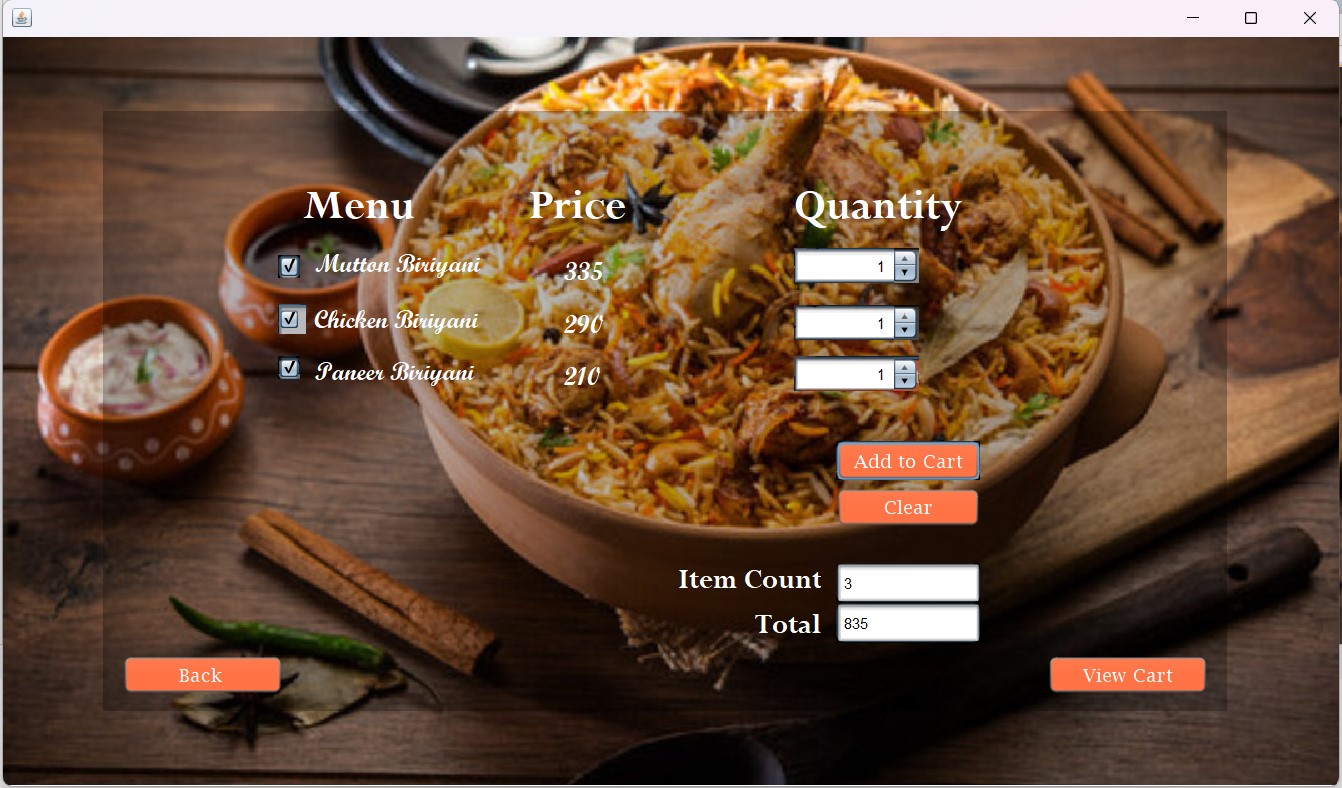 Menu Price Quantity
Mutton Biriyani 335 1
Chicken Biriyani 290 1
Paneer Biriyani 210 1
Add to Cart
Clear
Item Count 3
Total 835
Back View Cart